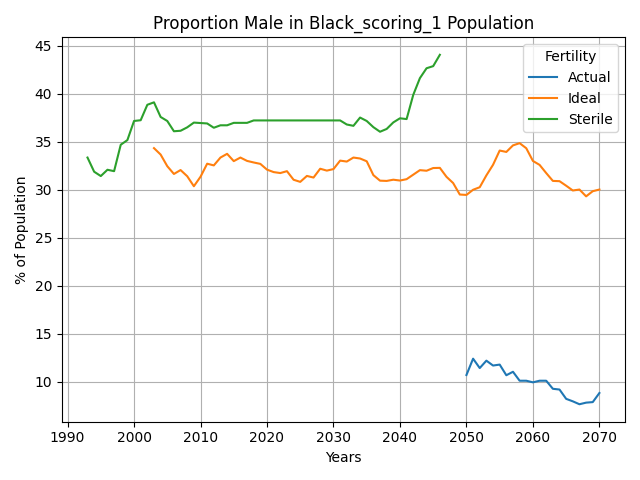 Proportion Male in Black_scoring_1 Population
Fertility
Actual
Ideal
Sterile
% of Population
45
40
35
30
25
20
15
10
1990 2000 2010 2020 2030 2040 2050 2060 2070
Years